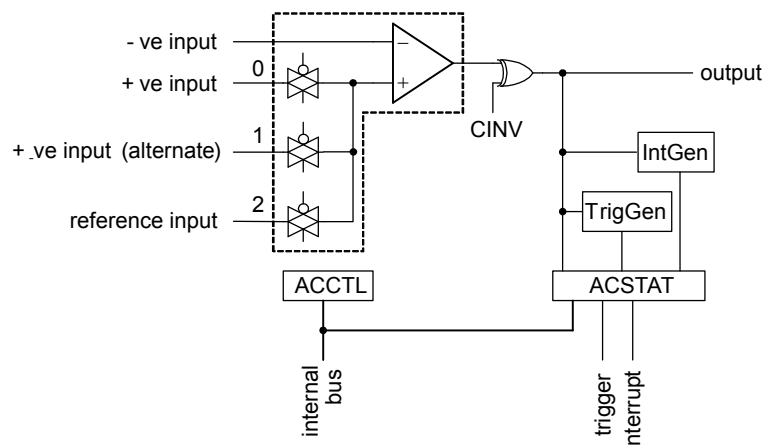 - ve input
0
+ ve input
−
+
output
CINV
1
+ -ve input (alternate)
IntGen
2
reference input
TrigGen
ACCTL
ACSTAT
internal
bus
trigger
nterrupt